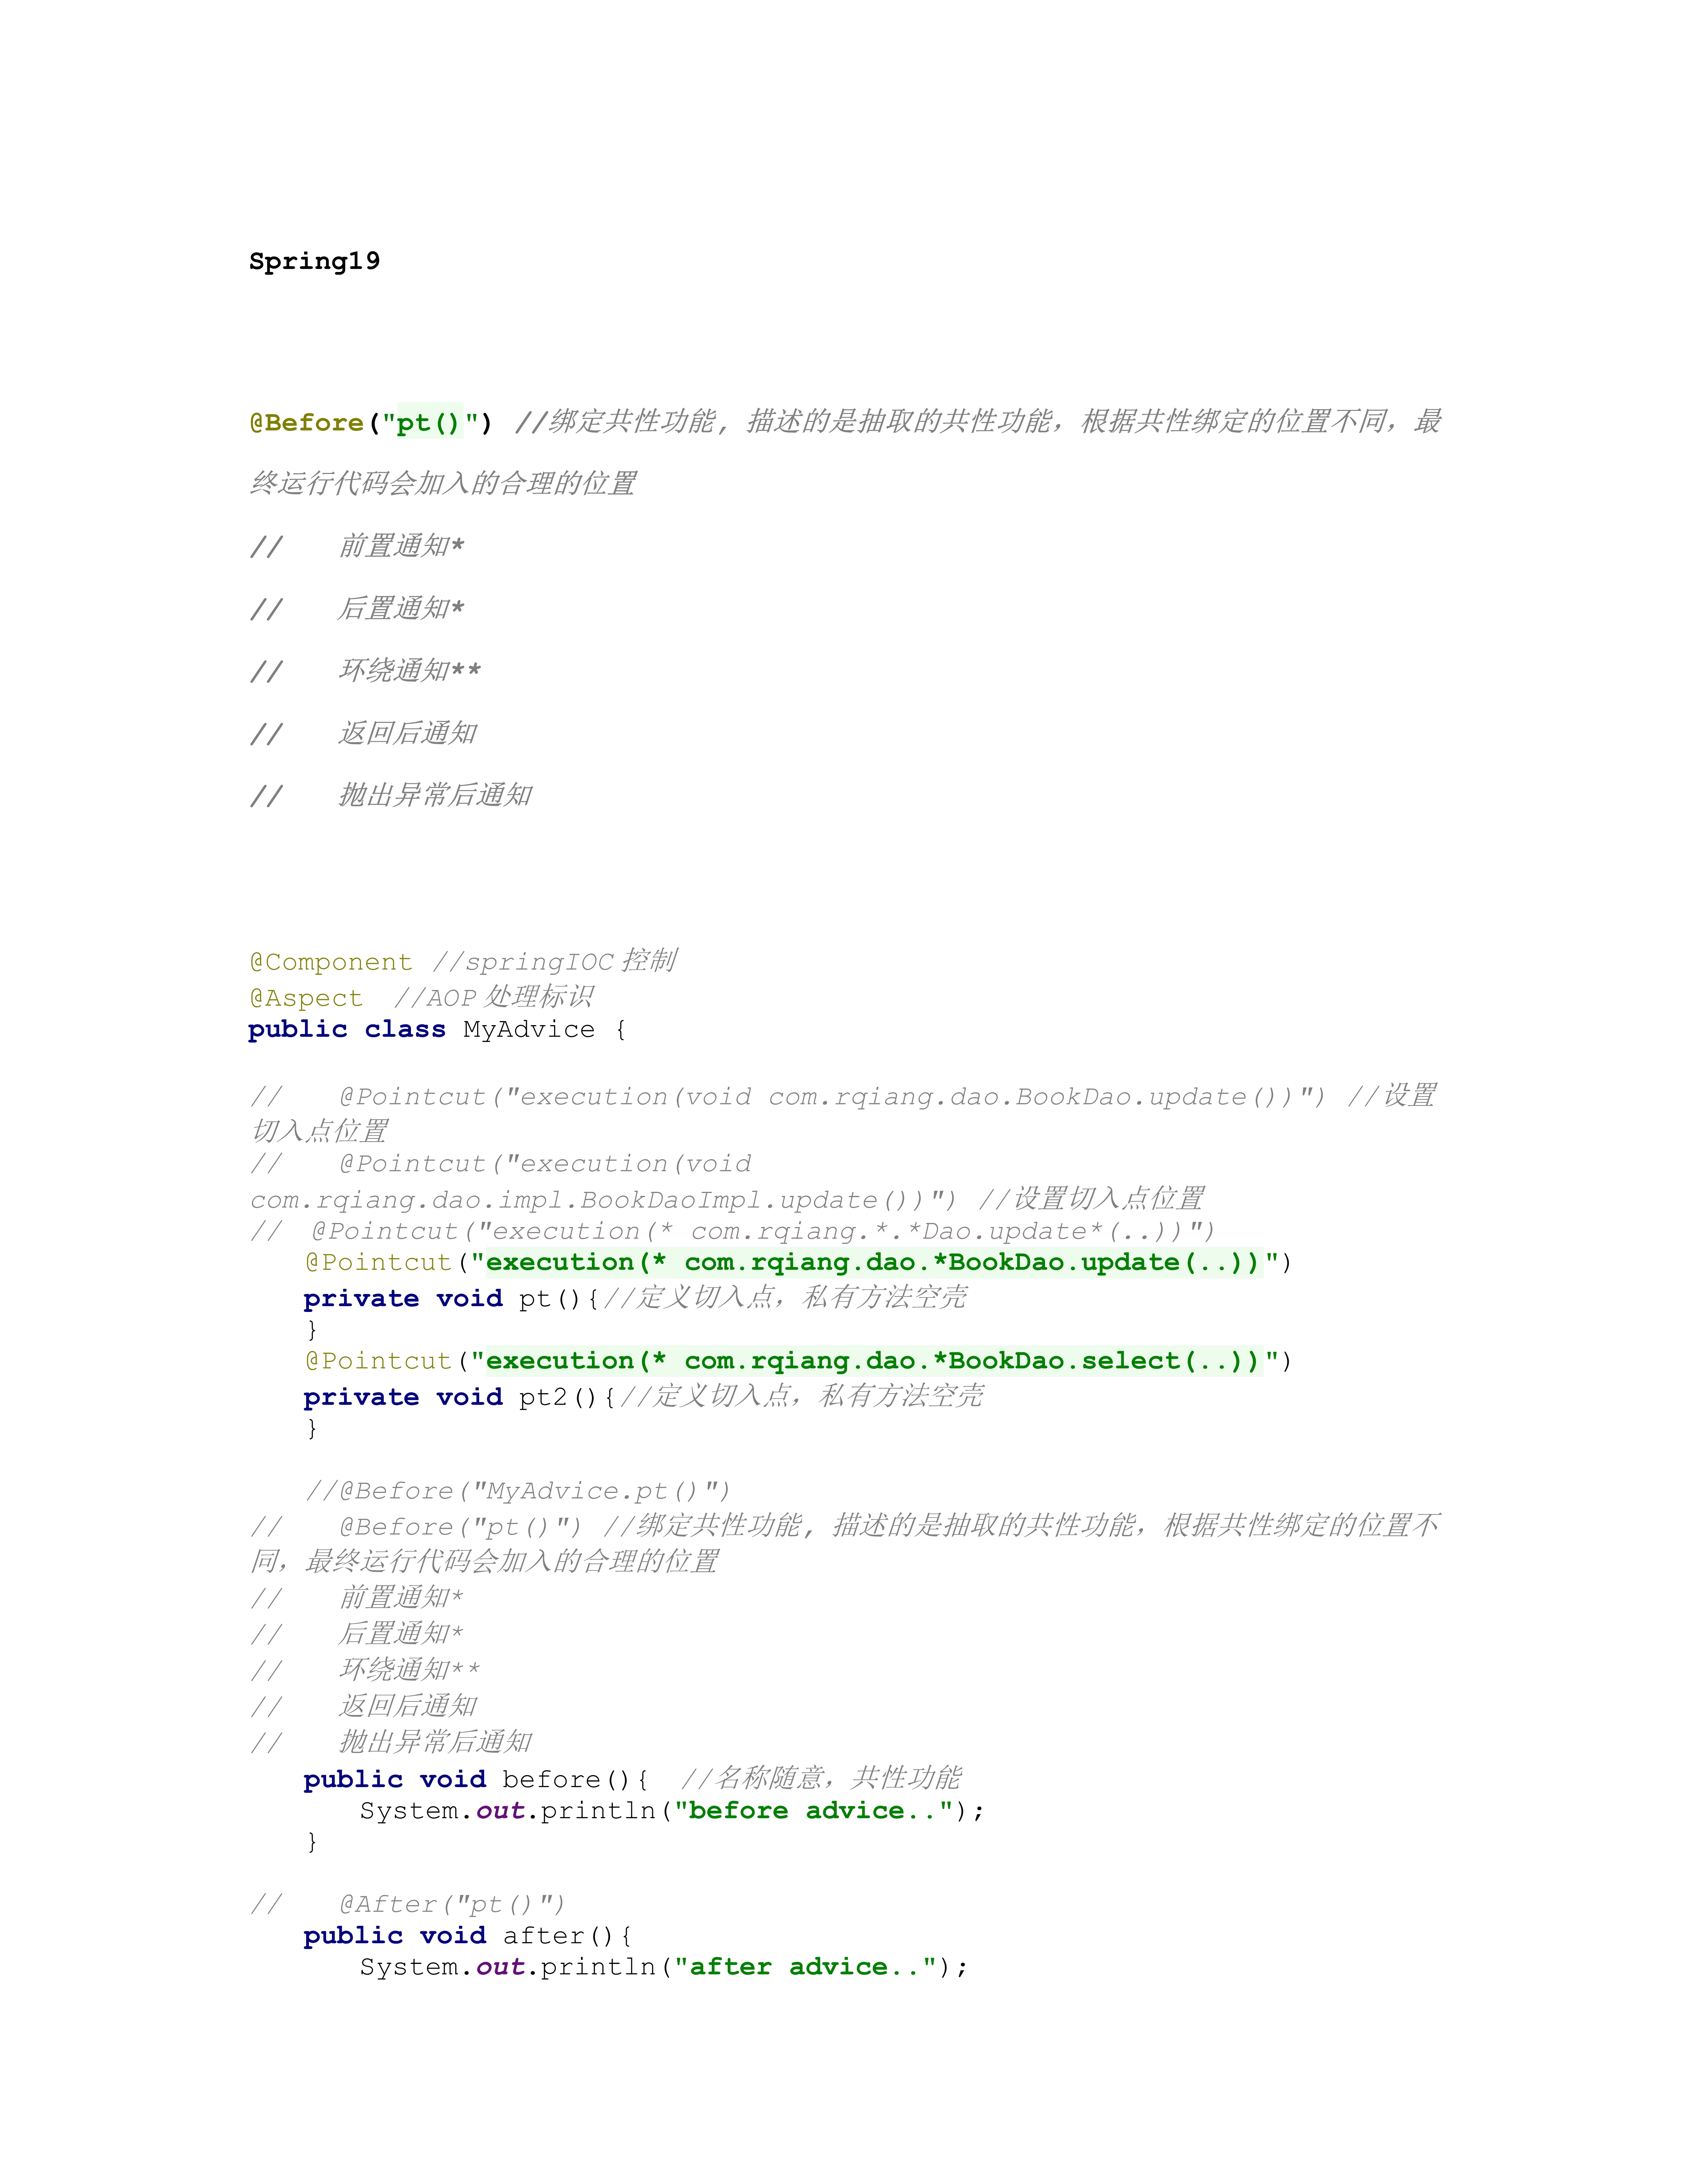 Spring19
@Before("pt()") //绑定共性功能, 描述的是抽取的共性功能，根据共性绑定的位置不同，最
终运行代码会加入的合理的位置
// 前置通知*
// 后置通知*
// 环绕通知**
// 返回后通知
// 抛出异常后通知
@Component //springIOC 控制
@Aspect //AOP 处理标识
public class MyAdvice {
// @Pointcut("execution(void com.rqiang.dao.BookDao.update())") //设置
切入点位置
// @Pointcut("execution(void
com.rqiang.dao.impl.BookDaoImpl.update())") //设置切入点位置
// @Pointcut("execution(* com.rqiang.*.*Dao.update*(..))")
@Pointcut("execution(* com.rqiang.dao.*BookDao.update(..))")
private void pt(){//定义切入点，私有方法空壳
}
@Pointcut("execution(* com.rqiang.dao.*BookDao.select(..))")
private void pt2(){//定义切入点，私有方法空壳
}
//@Before("MyAdvice.pt()")
// @Before("pt()") //绑定共性功能, 描述的是抽取的共性功能，根据共性绑定的位置不
同，最终运行代码会加入的合理的位置
// 前置通知*
// 后置通知*
// 环绕通知**
// 返回后通知
// 抛出异常后通知
public void before(){ //名称随意，共性功能
System.out.println("before advice..");
}
// @After("pt()")
public void after(){
System.out.println("after advice..");